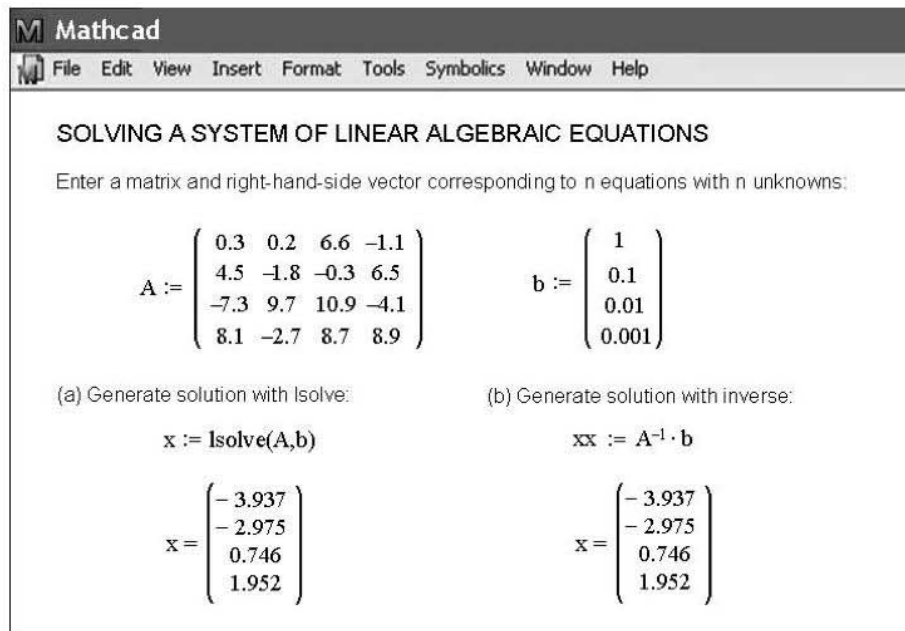 Mathcad
File Edit View Insert Format Tools Symbolics Window Help
SOLVING A SYSTEM OF LINEAR ALGEBRAIC EQUATIONS
Enter a matrix and right-hand-side vector corresponding to n equations with n unknowns:
A :=
0.3 0.2 6.6 –1.1
4.5 –1.8 –0.3 6.5
–7.3 9.7 10.9 –4.1
8.1 –2.7 8.7 8.9
b :=
1
0.1
0.01
0.001
(a) Generate solution with lsolve:
x := lsolve(A,b)
x =
– 3.937
– 2.975
0.746
1.952
(b) Generate solution with inverse:
xx := A⁻¹ · b
x =
– 3.937
– 2.975
0.746
1.952